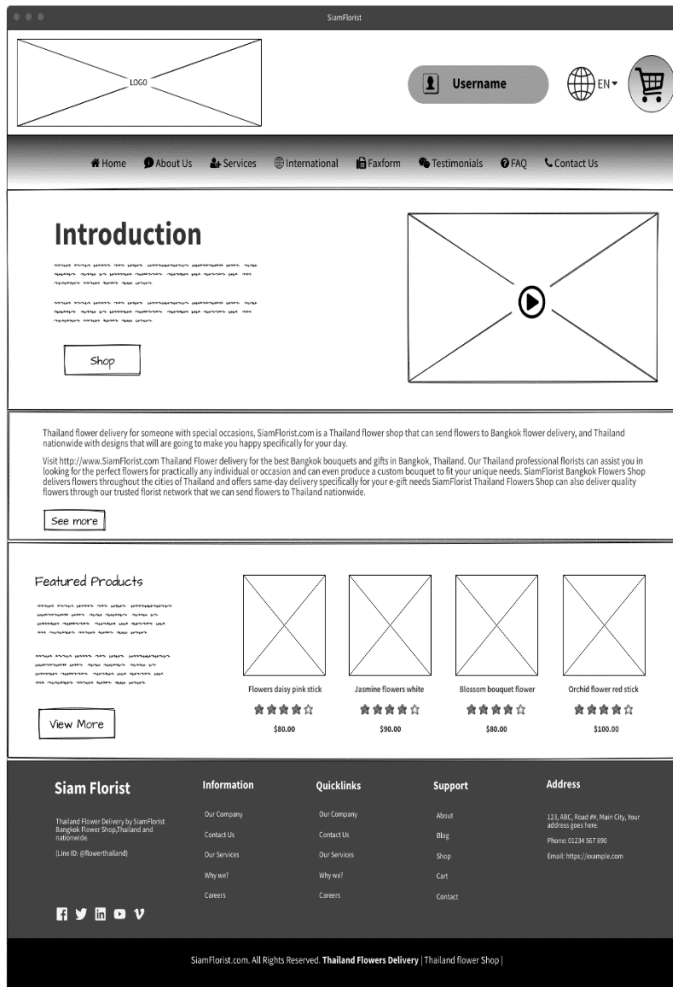 SiamFlorist
LOGO
Username
EN
Home
About Us
Services
International
Faxform
Testimonials
FAQ
Contact Us
Introduction
Shop
Thailand flower delivery for someone with special occasions, SiamFlorist.com is a Thailand flower shop that can send flowers to Bangkok flower delivery, and Thailand
nationwide with designs that will are going to make you happy specifically for your day.
Visit http://www.SiamFlorist.com Thailand Flower delivery for the best Bangkok bouquets and gifts in Bangkok, Thailand. Our Thailand professional florists can assist you in
looking for the perfect flowers for practically any individual or occasion and can even produce a custom bouquet to fit your unique needs. SiamFlorist Bangkok Flowers Shop
delivers flowers throughout the cities of Thailand and offers same-day delivery specifically for your e-gift needs SiamFlorist Thailand Flowers Shop can also deliver quality
flowers through our trusted florist network that we can send flowers to Thailand nationwide.
See more
Featured Products
View More
Flowers daisy pink stick
$80.00
Jasmine flowers white
$90.00
Blossom bouquet flower
$80.00
Orchid flower red stick
$100.00
Siam Florist
Thailand Flower Delivery by SiamFlorist
Bangkok Flower Shop,Thailand and
nationwide.
(Line ID: @flowerthailand)
Information
Our Company
Contact Us
Our Services
Why we?
Careers
Quicklinks
Our Company
Contact Us
Our Services
Why we?
Careers
Support
About
Blog
Shop
Cart
Contact
Address
123, ABC, Road ##, Main City, Your
address goes here.
Phone: 01234 567 890
Email: https://example.com
SiamFlorist.com. All Rights Reserved. Thailand Flowers Delivery | Thailand flower Shop |